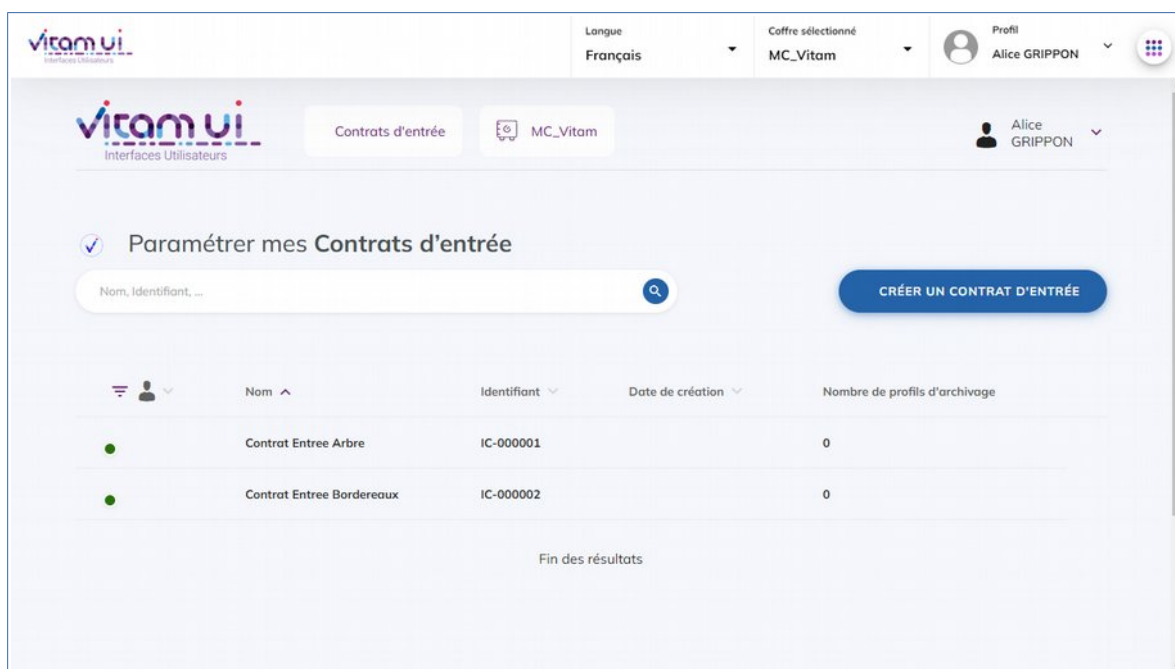 vitam ui
Interfaces Utilisateurs
Langue
Français
Coffre sélectionné
MC_Vitam
Profil
Alice GRIPPON
vitam ui
Interfaces Utilisateurs
Contrats d'entrée
MC_Vitam
Alice
GRIPPON
Paramétrer mes Contrats d’entrée
Nom, Identifiant, ...
CRÉER UN CONTRAT D'ENTRÉE
Nom Identifiant Date de création Nombre de profils d'archivage
Contrat Entree Arbre IC-000001 0
Contrat Entree Bordereaux IC-000002 0
Fin des résultats